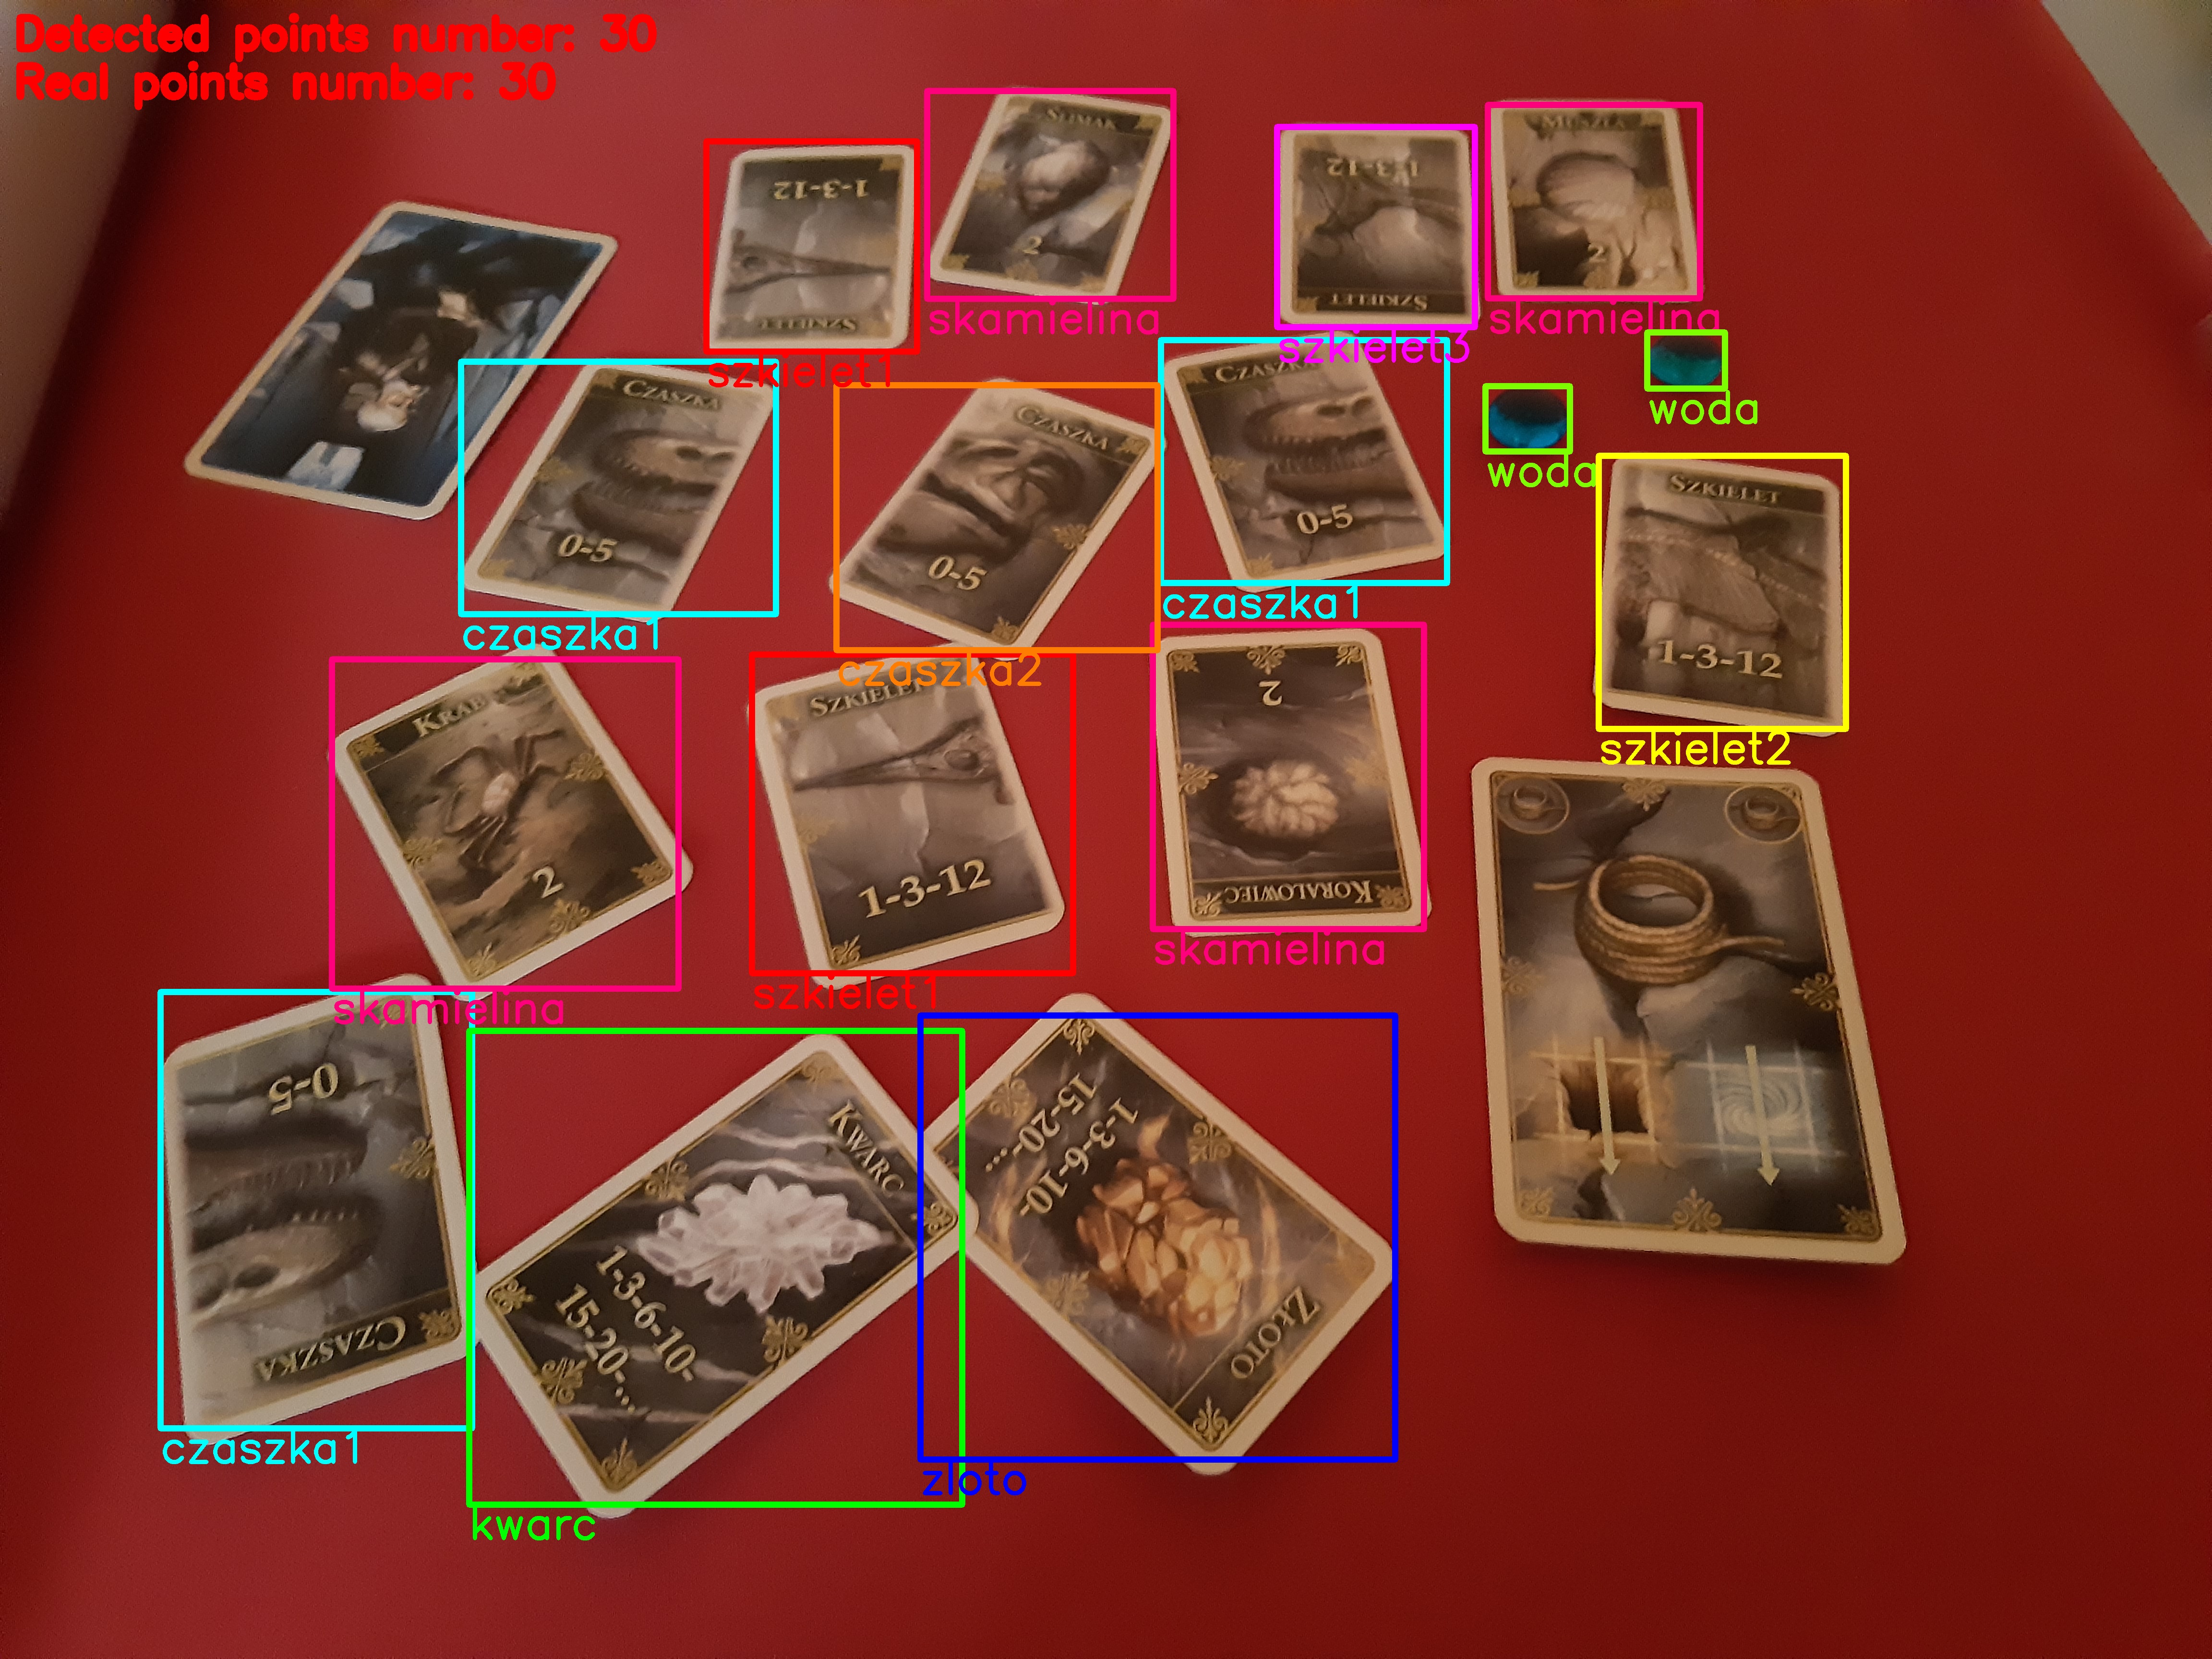 Detected points number: 30
Real points number: 30
ŚLIMAK
2
MUSZLA
2
1-3-12
SZKIELET
1-3-12
SZKIELET
skamielina
skamielina
szkielet3
szkielet1
woda
woda
CZASZKA
0-5
CZASZKA
0-5
CZASZKA
0-5
SZKIELET
1-3-12
czaszka1
czaszka1
czaszka2
szkielet2
KRAB
2
SZKIELET
1-3-12
2
KORALOWIEC
skamielina
szkielet1
skamielina
0-5
CZASZKA
KWARC
1-3-6-10-
15-20-...
1-3-6-10-
15-20-...
ZŁOTO
czaszka1
zloto
kwarc